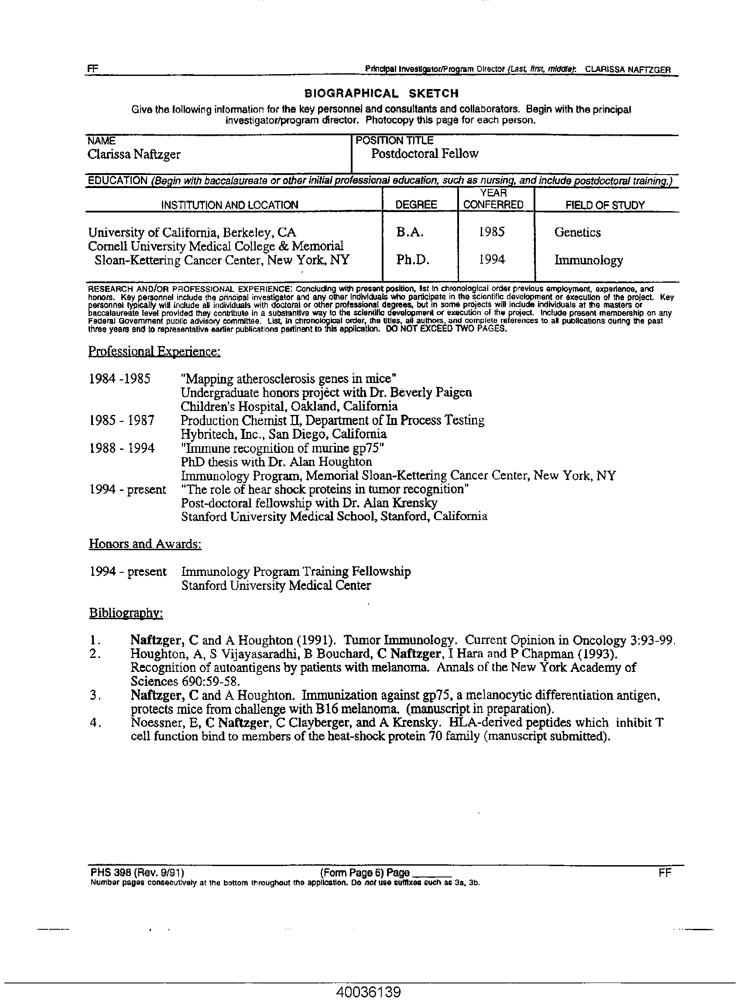 FF Principal Investigator/Program Director (Last, first, middle): CLARISSA NAFTZGER
BIOGRAPHICAL SKETCH
Give the following information for the key personnel and consultants and collaborators. Begin with the principal
investigator/program director. Photocopy this page for each person.
NAME POSITION TITLE
Clarissa Naftzger Postdoctoral Fellow
EDUCATION (Begin with baccalaureate or other initial professional education, such as nursing, and include postdoctoral training.)
INSTITUTION AND LOCATION DEGREE YEAR CONFERRED FIELD OF STUDY
University of California, Berkeley, CA B.A. 1985 Genetics
Cornell University Medical College & Memorial
Sloan-Kettering Cancer Center, New York, NY Ph.D. 1994 Immunology
RESEARCH AND/OR PROFESSIONAL EXPERIENCE: Concluding with present position, list in chronological order previous employment, experience, and
honors. Key personnel include the principal investigator and any other individuals who participate in the scientific development or execution of the project. Key
personnel typically will include all individuals with doctoral or other professional degrees, but in some projects will include individuals at the masters or
baccalaureate level provided they contribute in a substantive way to the scientific development or execution of the project. Include present membership on any
Federal Government public advisory committee. List, in chronological order, the titles, all authors, and complete references to all publications during the past
three years and to representative earlier publications pertinent to this application. DO NOT EXCEED TWO PAGES.
Professional Experience:
1984 -1985 "Mapping atherosclerosis genes in mice"
Undergraduate honors project with Dr. Beverly Paigen
Children's Hospital, Oakland, California
1985 - 1987 Production Chemist II, Department of In Process Testing
Hybritech, Inc., San Diego, California
1988 - 1994 "Immune recognition of murine gp75"
PhD thesis with Dr. Alan Houghton
Immunology Program, Memorial Sloan-Kettering Cancer Center, New York, NY
1994 - present "The role of hear shock proteins in tumor recognition"
Post-doctoral fellowship with Dr. Alan Krensky
Stanford University Medical School, Stanford, California
Honors and Awards:
1994 - present Immunology Program Training Fellowship
Stanford University Medical Center
Bibliography:
1. Naftzger, C and A Houghton (1991). Tumor Immunology. Current Opinion in Oncology 3:93-99.
2. Houghton, A, S Vijayasaradhi, B Bouchard, C Naftzger, I Hara and P Chapman (1993).
Recognition of autoantigens by patients with melanoma. Annals of the New York Academy of
Sciences 690:59-58.
3. Naftzger, C and A Houghton. Immunization against gp75, a melanocytic differentiation antigen,
protects mice from challenge with B16 melanoma. (manuscript in preparation).
4. Noessner, E, C Naftzger, C Clayberger, and A Krensky. HLA-derived peptides which inhibit T
cell function bind to members of the heat-shock protein 70 family (manuscript submitted).
PHS 398 (Rev. 9/91) (Form Page 6) Page ______ FF
Number pages consecutively at the bottom throughout the application. Do not use suffixes such as 3a, 3b.
40036139